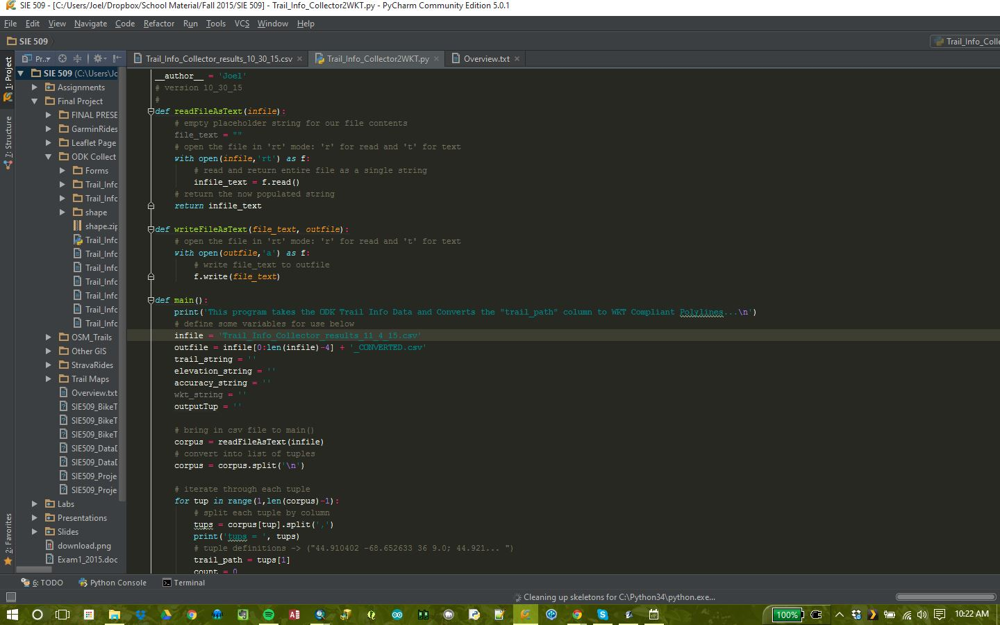 SIE 509 - [C:/Users/Joel/Dropbox/School Material/Fall 2015/SIE 509] - Trail_Info_Collector2WKT.py - PyCharm Community Edition 5.0.1
File Edit View Navigate Code Refactor Run Tools VCS Window Help
SIE 509
Trail_Info_Colle
1: Project
7: Structure
2: Favorites
Pr..
Trail_Info_Collector_results_10_30_15.csv
Trail_Info_Collector2WKT.py
Overview.txt
SIE 509 (C:\Users\Jc
Assignments
Final Project
FINAL PRESE
GarminRides
Leaflet Page
ODK Collect
Forms
Trail_Infc
Trail_Infc
shape
shape.zip
Trail_Infc
Trail_Infc
Trail_Infc
Trail_Infc
Trail_Infc
Trail_Infc
Trail_Infc
OSM_Trails
Other GIS
StravaRides
Trail Maps
Overview.txt
SIE509_BikeT
SIE509_BikeT
SIE509_BikeT
SIE509_DataD
SIE509_DataD
SIE509_Proje
SIE509_Proje
Labs
Presentations
Slides
download.png
Exam1_2015.doc
__author__ = 'Joel'
# version 10_30_15
#
def readFileAsText(infile):
# empty placeholder string for our file contents
file_text = ""
# open the file in 'rt' mode: 'r' for read and 't' for text
with open(infile,'rt') as f:
# read and return entire file as a single string
infile_text = f.read()
# return the now populated string
return infile_text
def writeFileAsText(file_text, outfile):
# open the file in 'rt' mode: 'r' for read and 't' for text
with open(outfile,'a') as f:
# write file_text to outfile
f.write(file_text)
def main():
print('This program takes the ODK Trail Info Data and Converts the "trail_path" column to WKT Compliant Polylines...\n')
# define some variables for use below
infile = 'Trail_Info_Collector_results_11_4_15.csv'
outfile = infile[0:len(infile)-4] + '_CONVERTED.csv'
trail_string = ''
elevation_string = ''
accuracy_string = ''
wkt_string = ''
outputTup = ''
# bring in csv file to main()
corpus = readFileAsText(infile)
# convert into list of tuples
corpus = corpus.split('\n')
# iterate through each tuple
for tup in range(1,len(corpus)-1):
# split each tuple by column
tups = corpus[tup].split(',')
print('tups = ', tups)
# tuple definitions -> ("44.910402 -68.652633 36 9.0; 44.921... ")
trail_path = tups[1]
count = 0
6: TODO Python Console Terminal
Cleaning up skeletons for C:\Python34\python.exe...
100%
10:22 AM